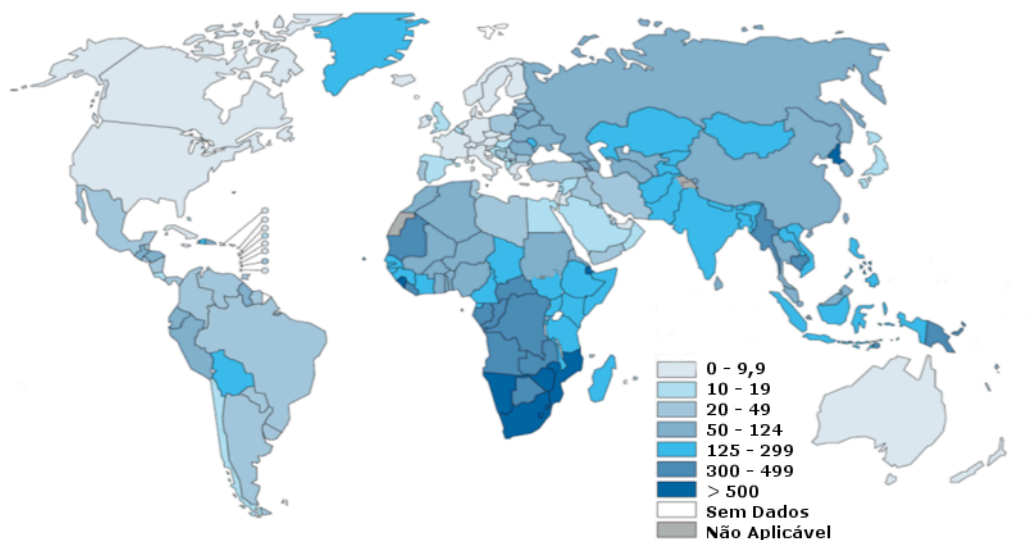 0 - 9,9
10 - 19
20 - 49
50 - 124
125 - 299
300 - 499
> 500
Sem Dados
Não Aplicável